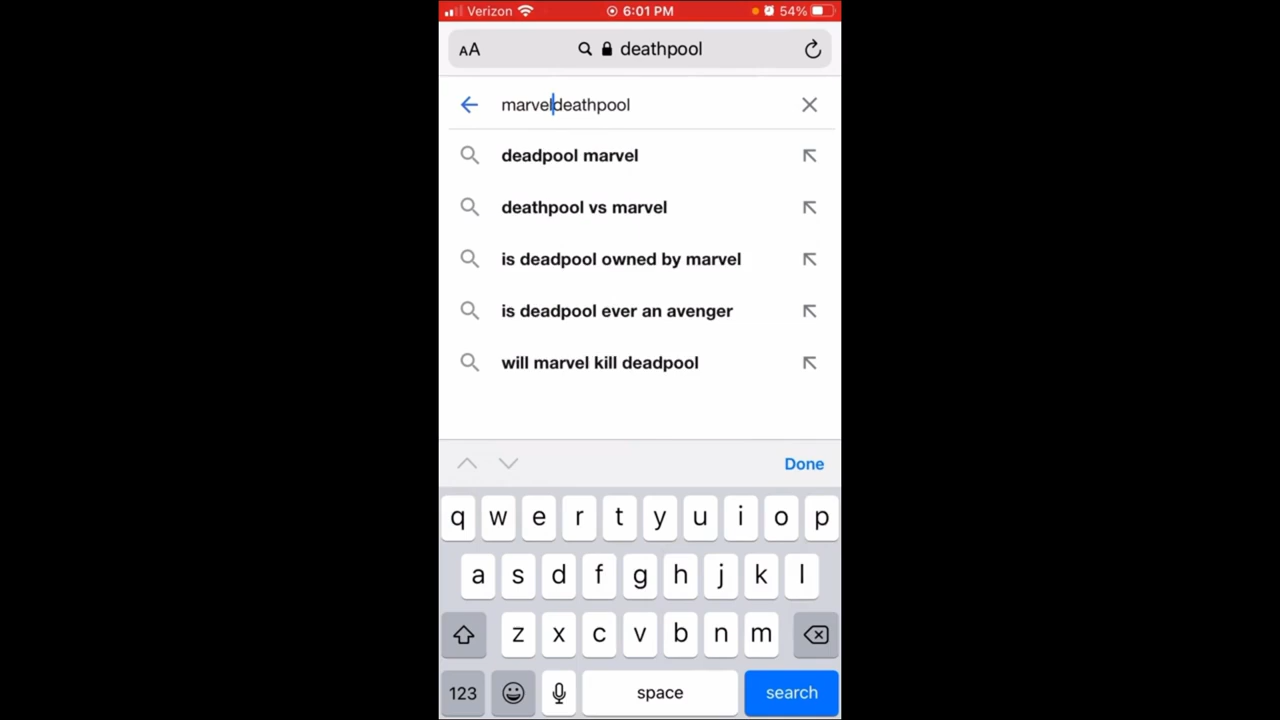 Verizon 6:01 PM 54%
AA deathpool
marveldeathpool
deadpool marvel
deathpool vs marvel
is deadpool owned by marvel
is deadpool ever an avenger
will marvel kill deadpool
Done
q w e r t y u i o p
a s d f g h j k l
z x c v b n m
123 space search